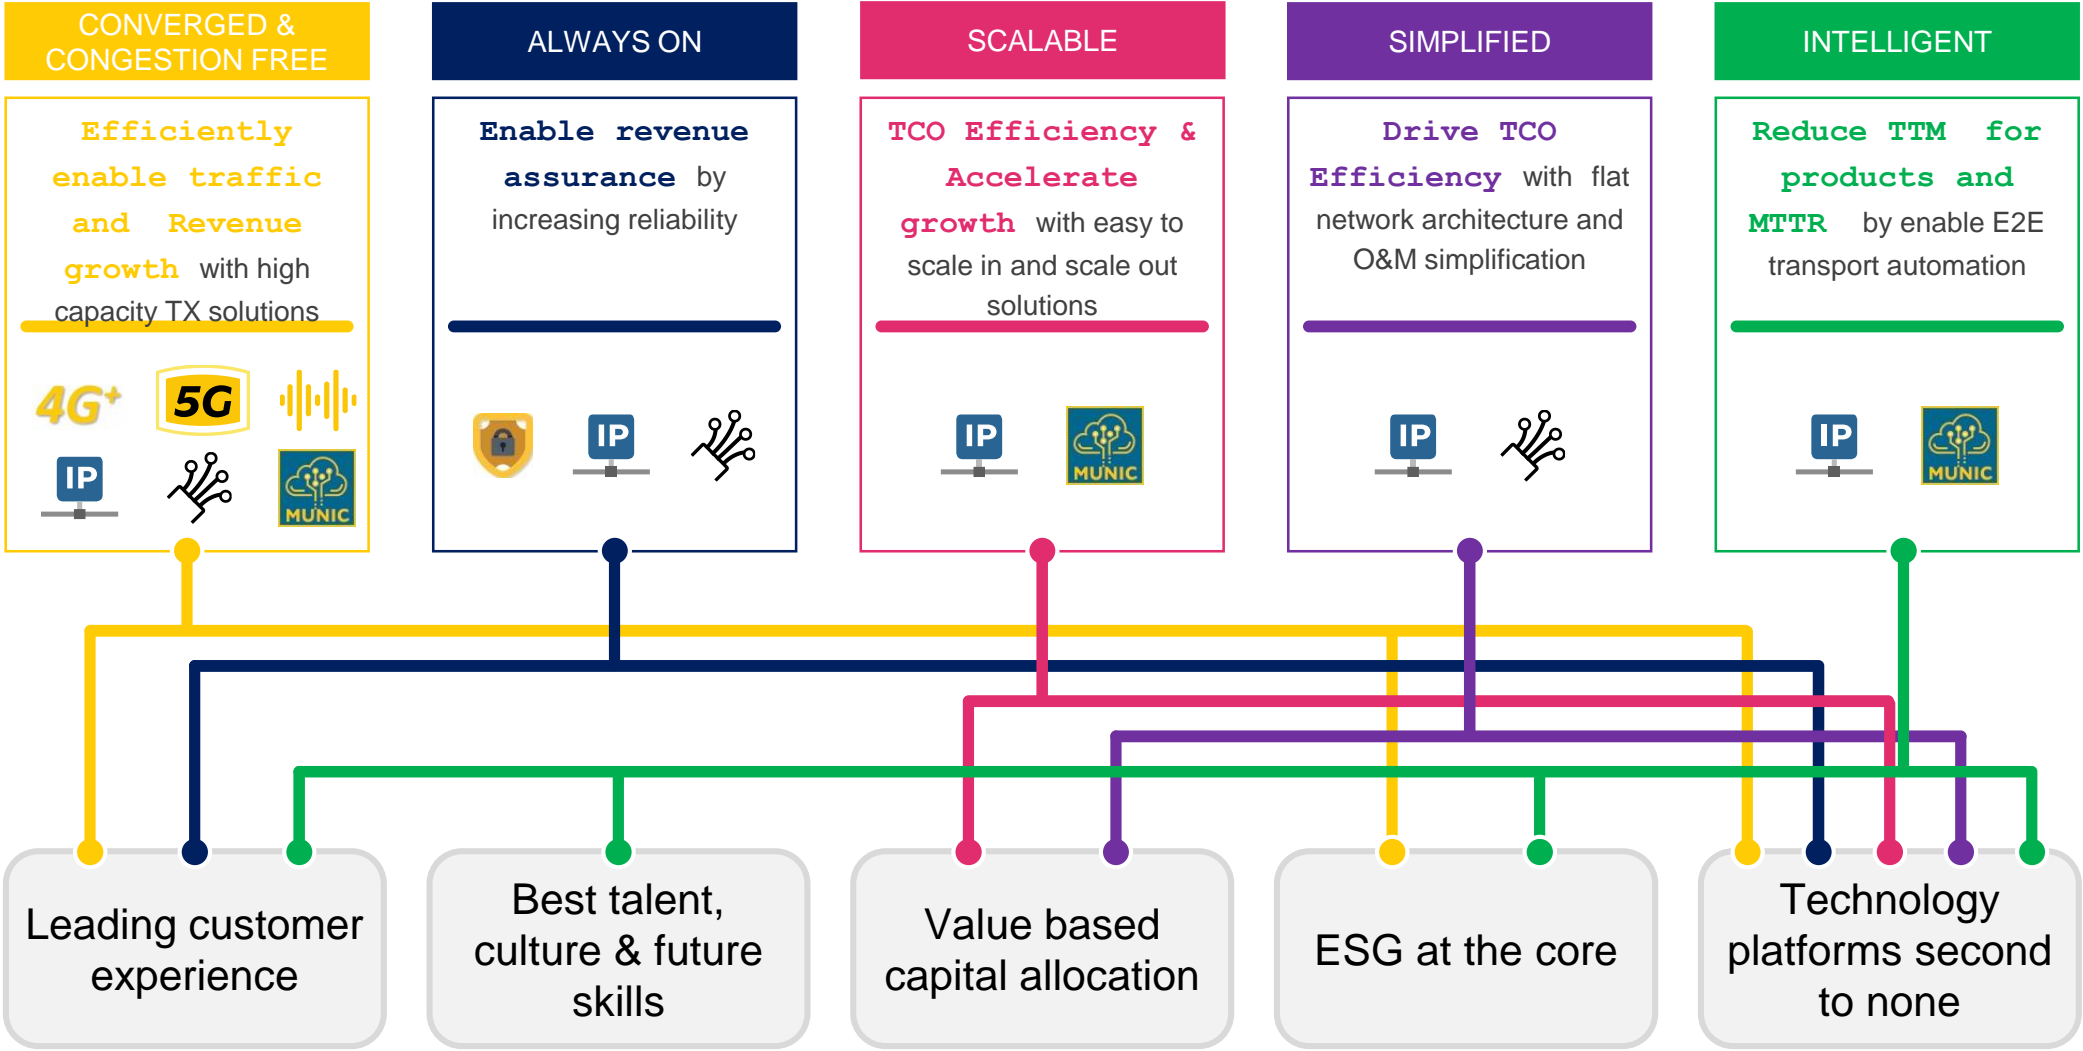 CONVERGED &
CONGESTION FREE
Efficiently
enable traffic
and Revenue
growth with high
capacity TX solutions
4G+
5G
IP
MUNIC
ALWAYS ON
Enable revenue
assurance by
increasing reliability
IP
SCALABLE
TCO Efficiency &
Accelerate
growth with easy to
scale in and scale out
solutions
IP
MUNIC
SIMPLIFIED
Drive TCO
Efficiency with flat
network architecture and
O&M simplification
IP
INTELLIGENT
Reduce TTM for
products and
MTTR by enable E2E
transport automation
IP
MUNIC
Leading customer
experience
Best talent,
culture & future
skills
Value based
capital allocation
ESG at the core
Technology
platforms second
to none